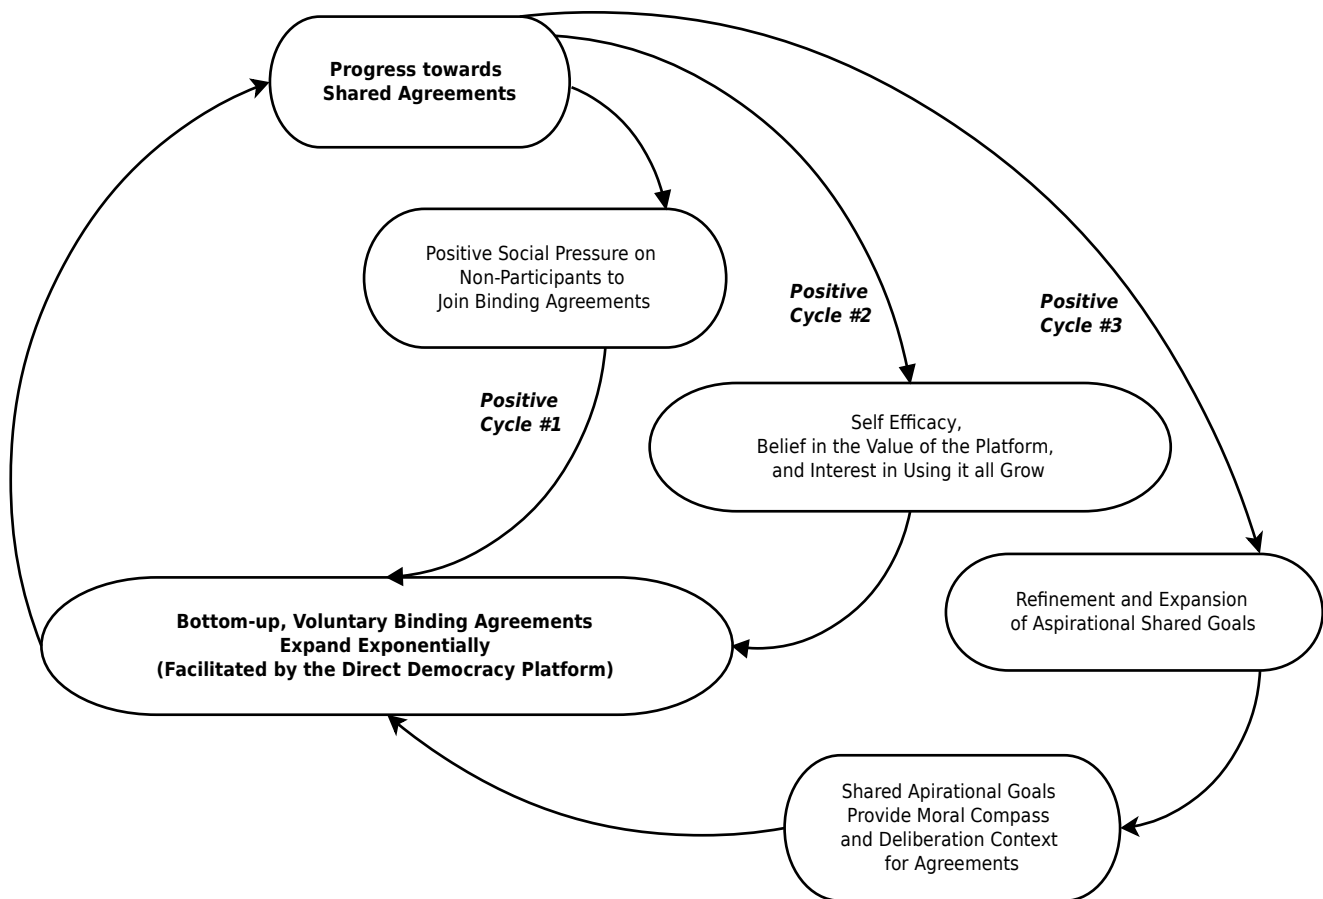 Progress towards
Shared Agreements
Positive Social Pressure on
Non-Participants to
Join Binding Agreements
Positive
Cycle #1
Positive
Cycle #2
Positive
Cycle #3
Self Efficacy,
Belief in the Value of the Platform,
and Interest in Using it all Grow
Refinement and Expansion
of Aspirational Shared Goals
Bottom-up, Voluntary Binding Agreements
Expand Exponentially
(Facilitated by the Direct Democracy Platform)
Shared Apirational Goals
Provide Moral Compass
and Deliberation Context
for Agreements